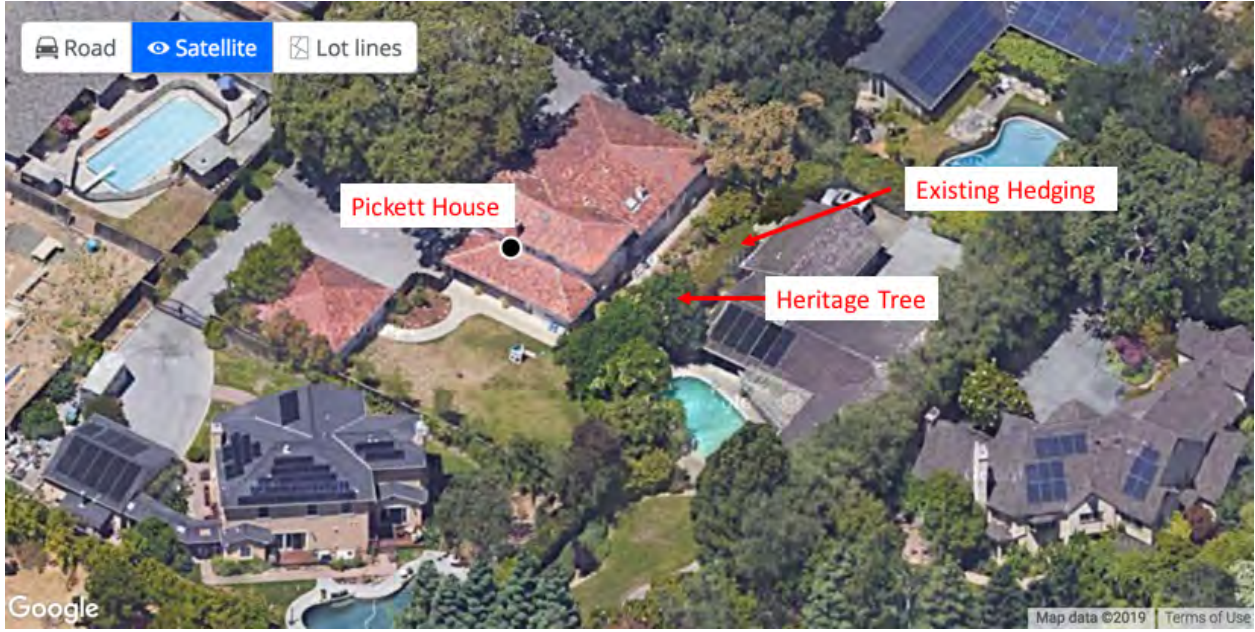 Road
Satellite
Lot lines
Existing Hedging
Pickett House
Heritage Tree
Google
Map data ©2019
Terms of Use